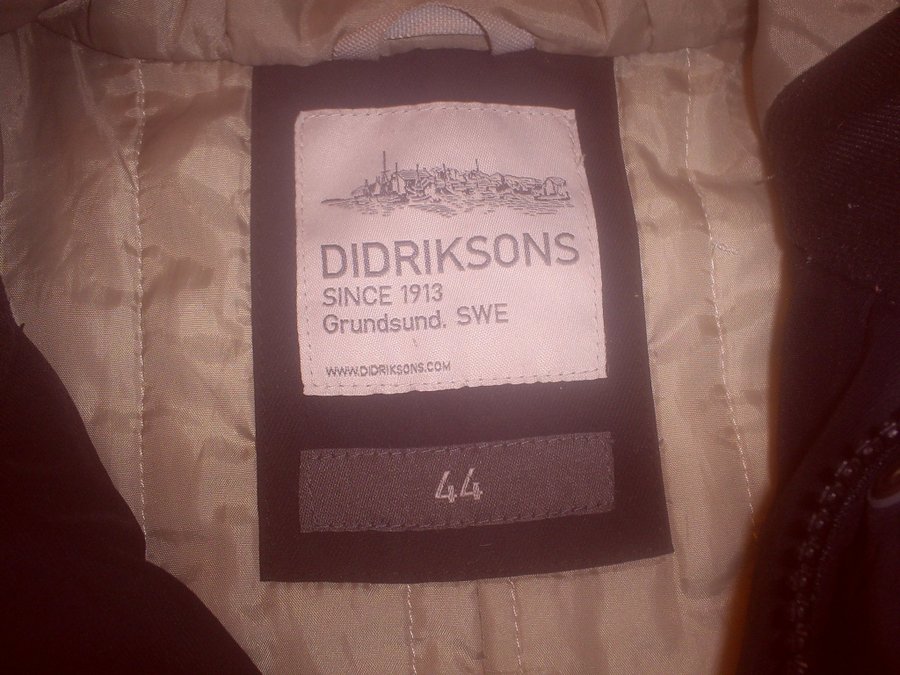 DIDRIKSONS
SINCE 1913
Grundsund. SWE
WWW.DIDRIKSONS.COM
44